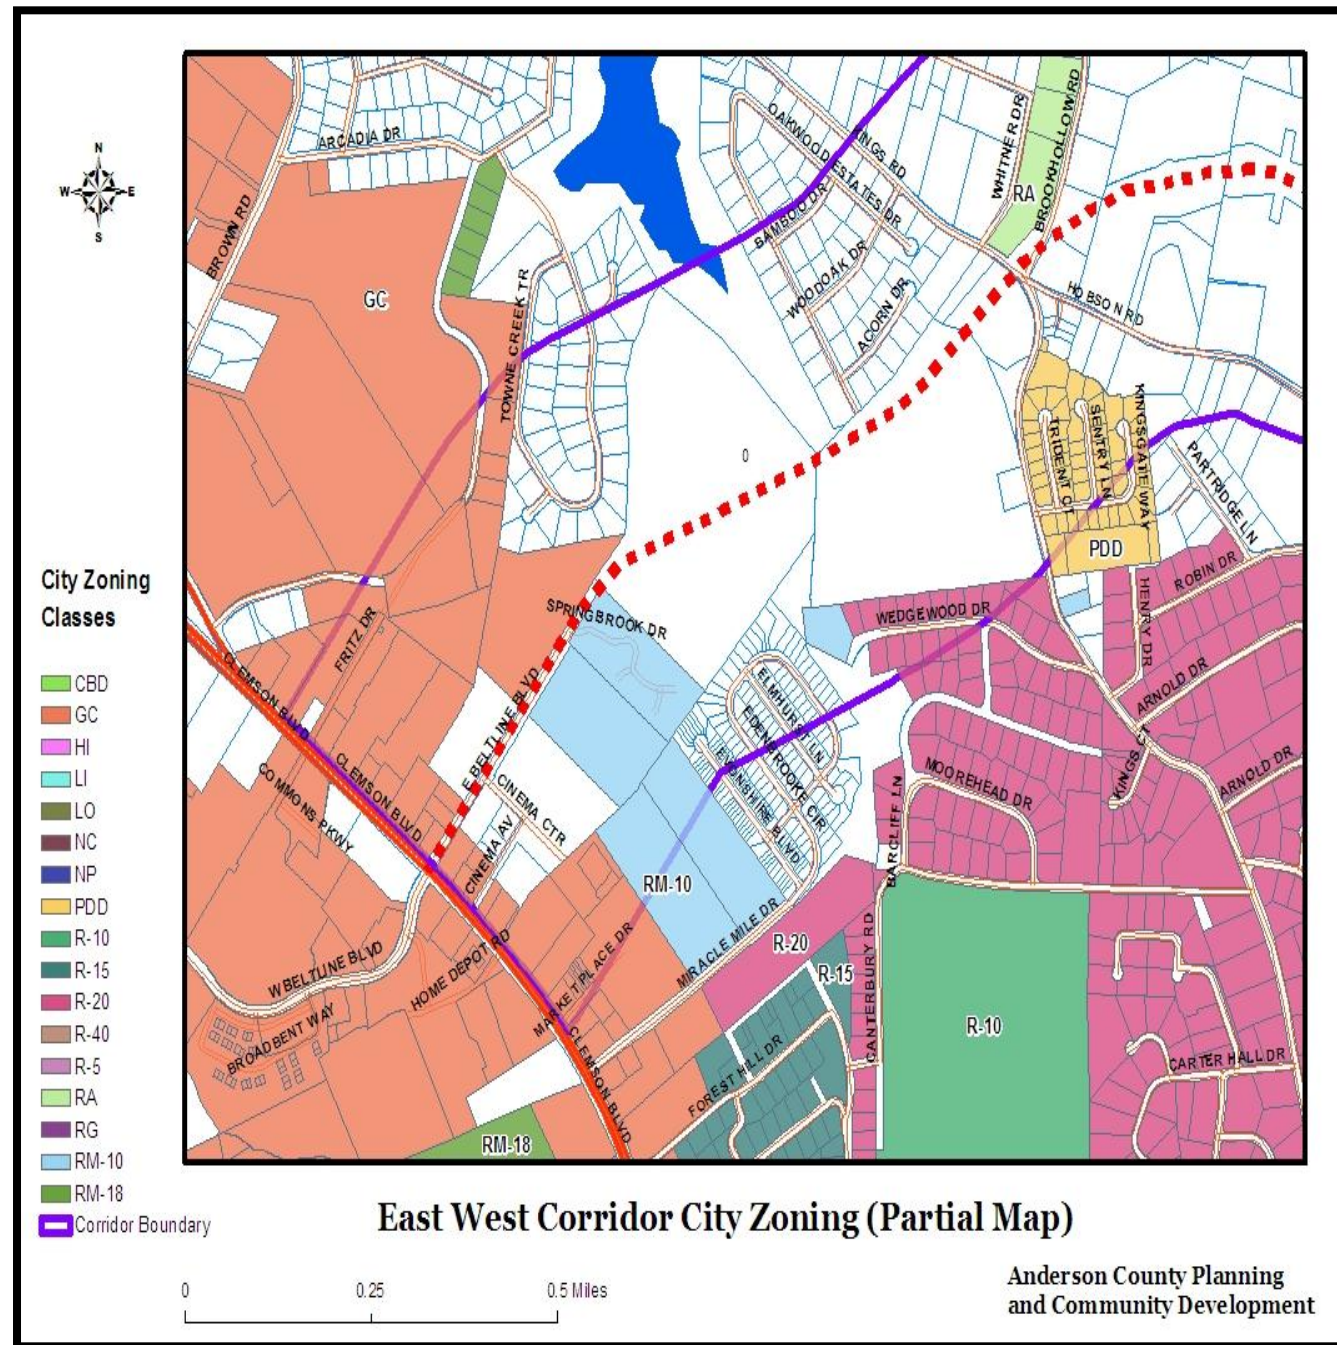 N
W E
S
ARCADIA DR
BROWN RD
GC
TOWNE CREEK TR
OAKWOOD ESTATES DR
KINGS RD
BAMBOO DR
WOODOAK DR
ACORN DR
WHITNER DR
RA
BROOKHOLLOW RD
HOBSON RD
0
TRIDENT CT
SENTRY LN
KINGSGATE WAY
PARTRIDGE LN
PDD
HENRY DR
ROBIN DR
WEDGEWOOD DR
ARNOLD DR
KINGS CT
ARNOLD DR
MOOREHEAD DR
BARCLIFF LN
SPRINGBROOK DR
FRITZ DR
E BELTLINE BLVD
ELMHURST LN
EDENBROOKE CIR
EVONSHIRE BLVD
CLEMSON BLVD
CLEMSON BLVD
COMMONS PKWY
CINEMA CTR
CINEMA AV
RM-10
MIRACLE MILE DR
R-20
R-15
CANTERBURY RD
R-10
CARTER HALL DR
W BELTLINE BLVD
HOME DEPOT RD
MARKET PLACE DR
BROADBENT WAY
CLEMSON BLVD
FOREST HILL DR
RM-18
City Zoning
Classes
CBD
GC
HI
LI
LO
NC
NP
PDD
R-10
R-15
R-20
R-40
R-5
RA
RG
RM-10
RM-18
Corridor Boundary
East West Corridor City Zoning (Partial Map)
0 0.25 0.5 Miles
Anderson County Planning
and Community Development